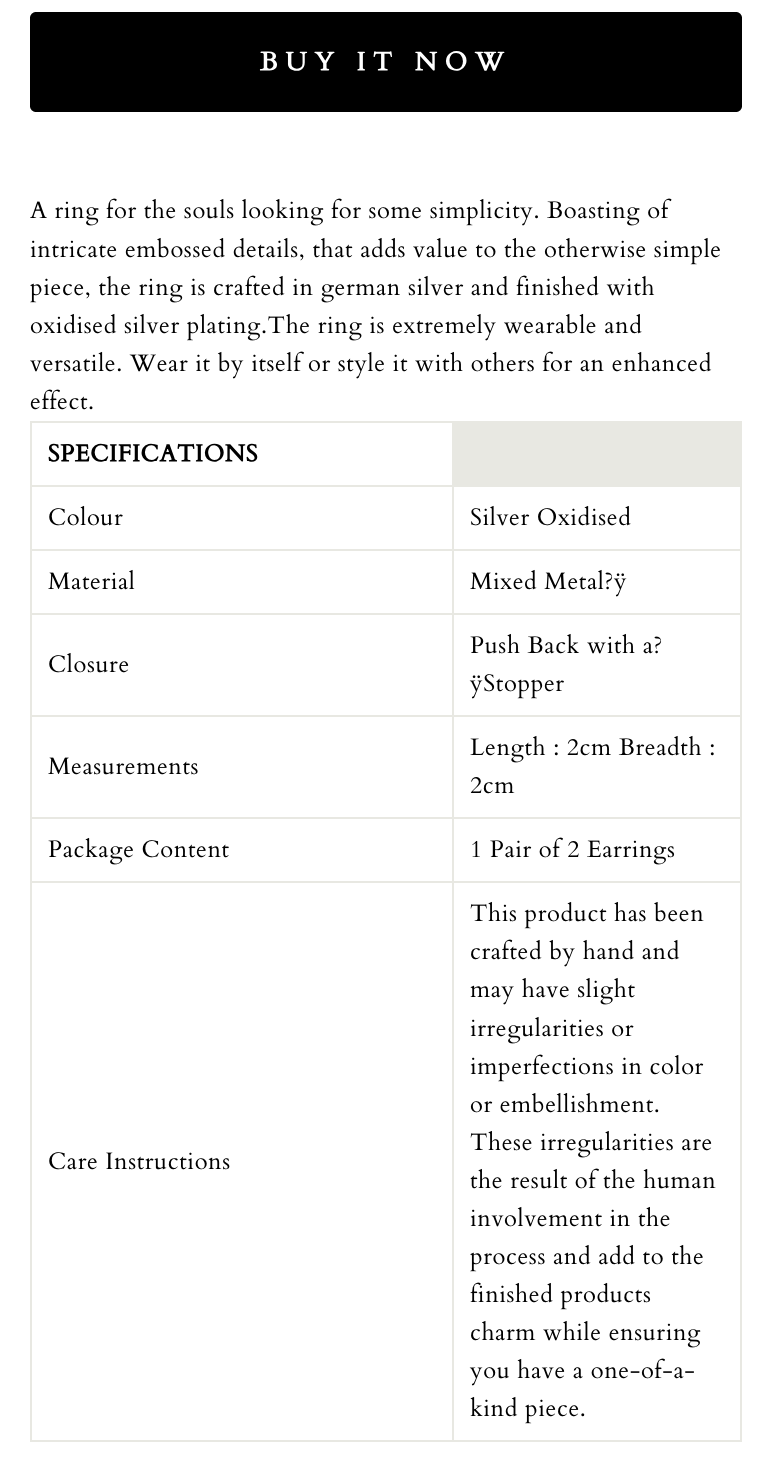 BUY IT NOW
A ring for the souls looking for some simplicity. Boasting of
intricate embossed details, that adds value to the otherwise simple
piece, the ring is crafted in german silver and finished with
oxidised silver plating.The ring is extremely wearable and
versatile. Wear it by itself or style it with others for an enhanced
effect.
SPECIFICATIONS
Colour
Silver Oxidised
Material
Mixed Metal?ÿ
Closure
Push Back with a?
ÿStopper
Measurements
Length : 2cm Breadth :
2cm
Package Content
1 Pair of 2 Earrings
Care Instructions
This product has been
crafted by hand and
may have slight
irregularities or
imperfections in color
or embellishment.
These irregularities are
the result of the human
involvement in the
process and add to the
finished products
charm while ensuring
you have a one-of-a-
kind piece.